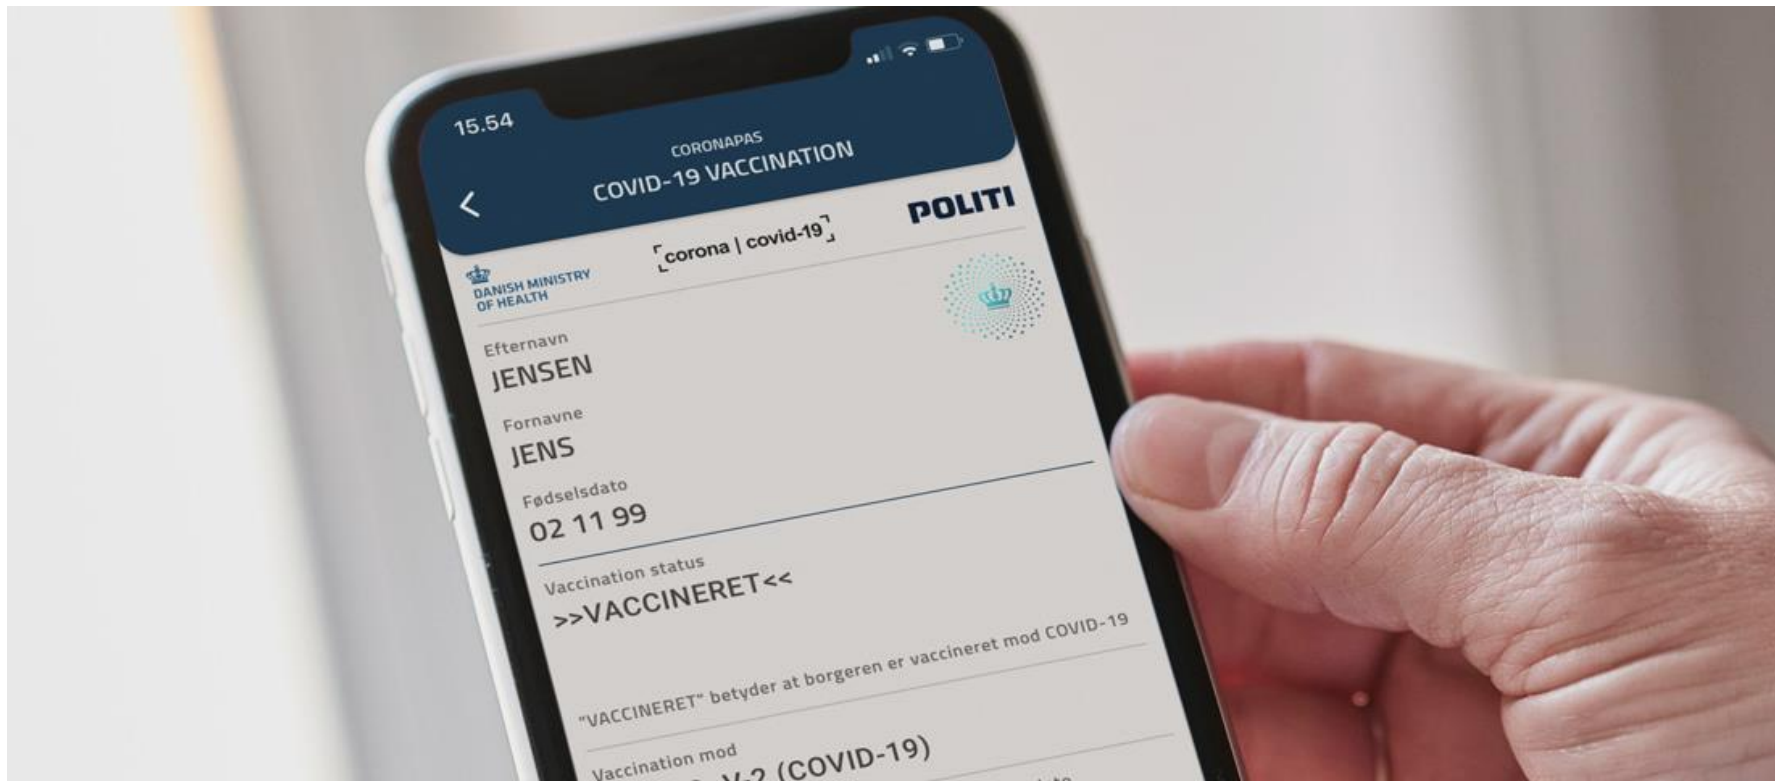 15.54
CORONAPAS
COVID-19 VACCINATION
DANISH MINISTRY
OF HEALTH
corona | covid-19
POLITI
Efternavn
JENSEN
Fornavne
JENS
Fødselsdato
02 11 99
Vaccination status
>>VACCINERET<<
"VACCINERET" betyder at borgeren er vaccineret mod COVID-19
Vaccination mod
(COVID-19)